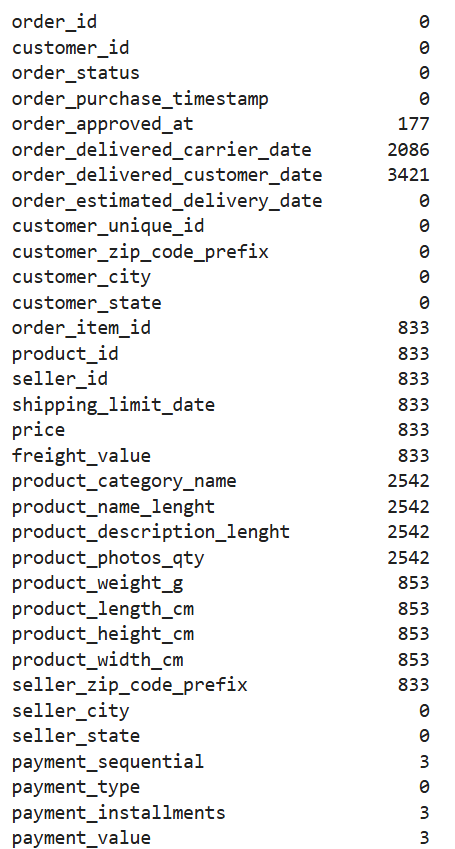 order_id 0
customer_id 0
order_status 0
order_purchase_timestamp 0
order_approved_at 177
order_delivered_carrier_date 2086
order_delivered_customer_date 3421
order_estimated_delivery_date 0
customer_unique_id 0
customer_zip_code_prefix 0
customer_city 0
customer_state 0
order_item_id 833
product_id 833
seller_id 833
shipping_limit_date 833
price 833
freight_value 833
product_category_name 2542
product_name_lenght 2542
product_description_lenght 2542
product_photos_qty 2542
product_weight_g 853
product_length_cm 853
product_height_cm 853
product_width_cm 853
seller_zip_code_prefix 833
seller_city 0
seller_state 0
payment_sequential 3
payment_type 0
payment_installments 3
payment_value 3